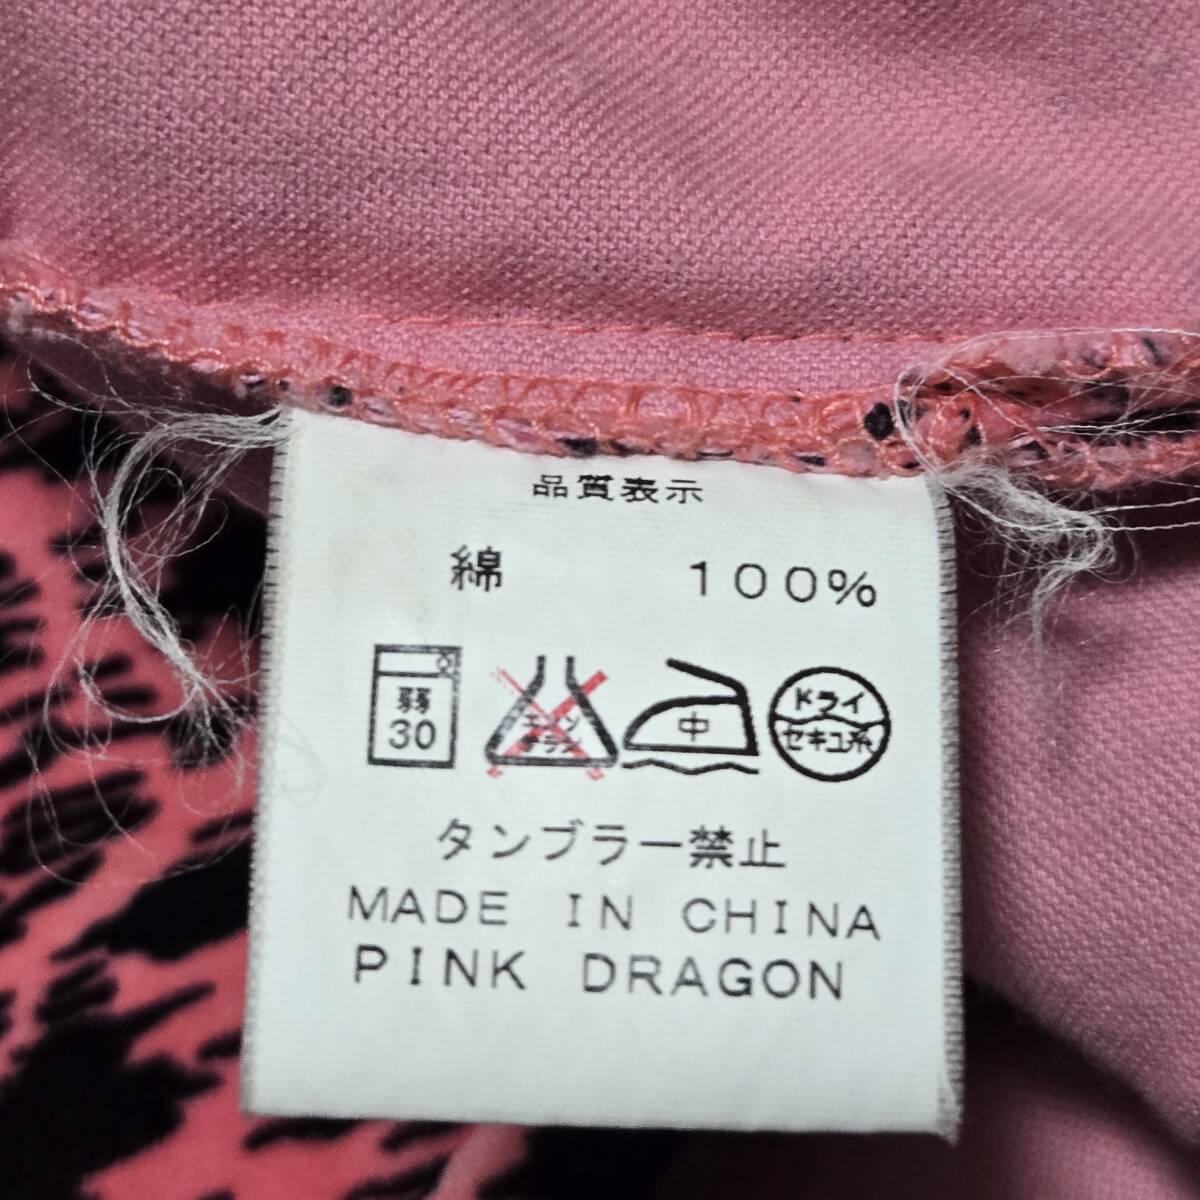 品質表示
綿 100%
弱 エンソ 中 ドライ
30 サラシ セキユ系
タンブラー禁止
MADE IN CHINA
PINK DRAGON